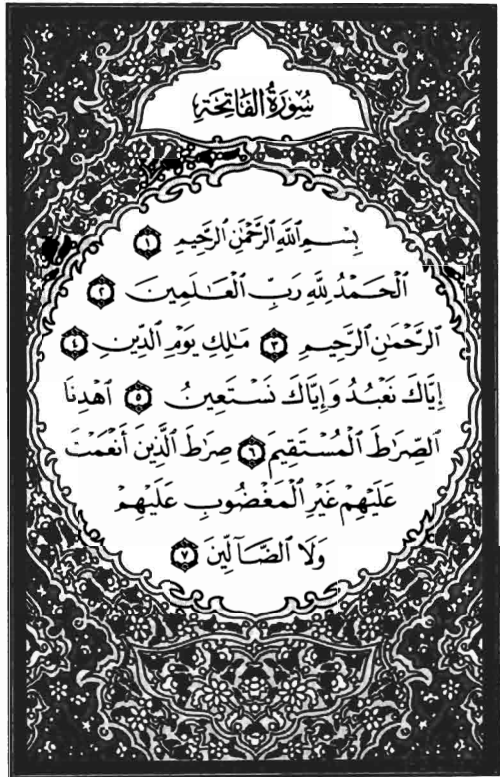 سُورَةُ الفَاتِحَة
بِسْمِ ٱللَّهِ ٱلرَّحْمَٰنِ ٱلرَّحِيمِ ١
ٱلْحَمْدُ لِلَّهِ رَبِّ ٱلْعَٰلَمِينَ ٢
ٱلرَّحْمَٰنِ ٱلرَّحِيمِ ٣ مَٰلِكِ يَوْمِ ٱلدِّينِ ٤
إِيَّاكَ نَعْبُدُ وَإِيَّاكَ نَسْتَعِينُ ٥ ٱهْدِنَا
ٱلصِّرَٰطَ ٱلْمُسْتَقِيمَ ٦ صِرَٰطَ ٱلَّذِينَ أَنْعَمْتَ
عَلَيْهِمْ غَيْرِ ٱلْمَغْضُوبِ عَلَيْهِمْ
وَلَا ٱلضَّآلِّينَ ٧